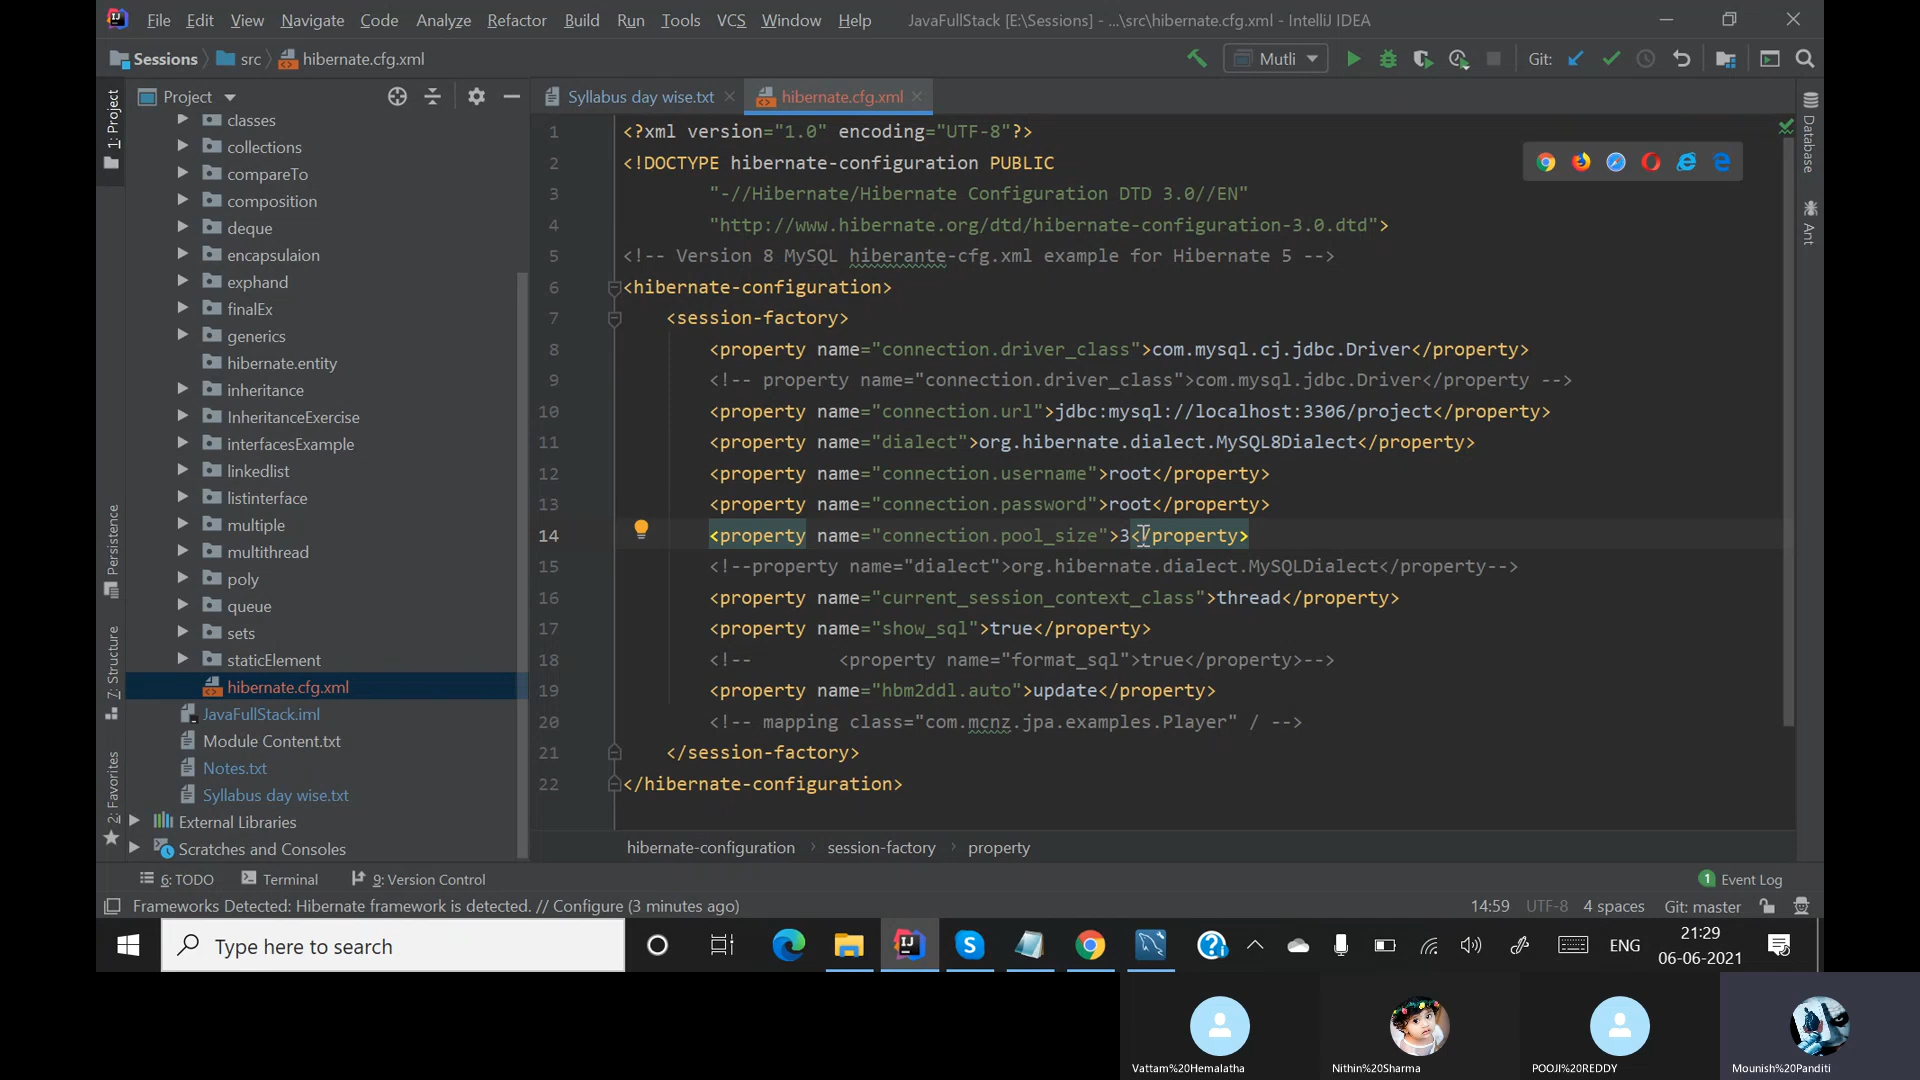 File Edit View Navigate Code Analyze Refactor Build Run Tools VCS Window Help JavaFullStack [E:\Sessions] - ...\src\hibernate.cfg.xml - IntelliJ IDEA
Sessions src hibernate.cfg.xml Mutli Git:
Project
Syllabus day wise.txt hibernate.cfg.xml
1: Project
classes
collections
compareTo
composition
deque
encapsulaion
exphand
finalEx
generics
hibernate.entity
inheritance
InheritanceExercise
interfacesExample
linkedlist
listinterface
multiple
multithread
poly
queue
sets
staticElement
hibernate.cfg.xml
JavaFullStack.iml
Module Content.txt
Notes.txt
Syllabus day wise.txt
External Libraries
Scratches and Consoles
Persistence
7: Structure
2: Favorites
1 <?xml version="1.0" encoding="UTF-8"?>
2 <!DOCTYPE hibernate-configuration PUBLIC
3 "-//Hibernate/Hibernate Configuration DTD 3.0//EN"
4 "http://www.hibernate.org/dtd/hibernate-configuration-3.0.dtd">
5 <!-- Version 8 MySQL hiberante-cfg.xml example for Hibernate 5 -->
6 <hibernate-configuration>
7 <session-factory>
8 <property name="connection.driver_class">com.mysql.cj.jdbc.Driver</property>
9 <!-- property name="connection.driver_class">com.mysql.jdbc.Driver</property -->
10 <property name="connection.url">jdbc:mysql://localhost:3306/project</property>
11 <property name="dialect">org.hibernate.dialect.MySQL8Dialect</property>
12 <property name="connection.username">root</property>
13 <property name="connection.password">root</property>
14 <property name="connection.pool_size">3</property>
15 <!--property name="dialect">org.hibernate.dialect.MySQLDialect</property-->
16 <property name="current_session_context_class">thread</property>
17 <property name="show_sql">true</property>
18 <!-- <property name="format_sql">true</property>-->
19 <property name="hbm2ddl.auto">update</property>
20 <!-- mapping class="com.mcnz.jpa.examples.Player" / -->
21 </session-factory>
22 </hibernate-configuration>
Database
Ant
hibernate-configuration › session-factory › property
6: TODO Terminal 9: Version Control 1 Event Log
Frameworks Detected: Hibernate framework is detected. // Configure (3 minutes ago) 14:59 UTF-8 4 spaces Git: master
Type here to search ENG 21:29
06-06-2021
Vattam%20Hemalatha Nithin%20Sharma POOJI%20REDDY Mounish%20Panditi